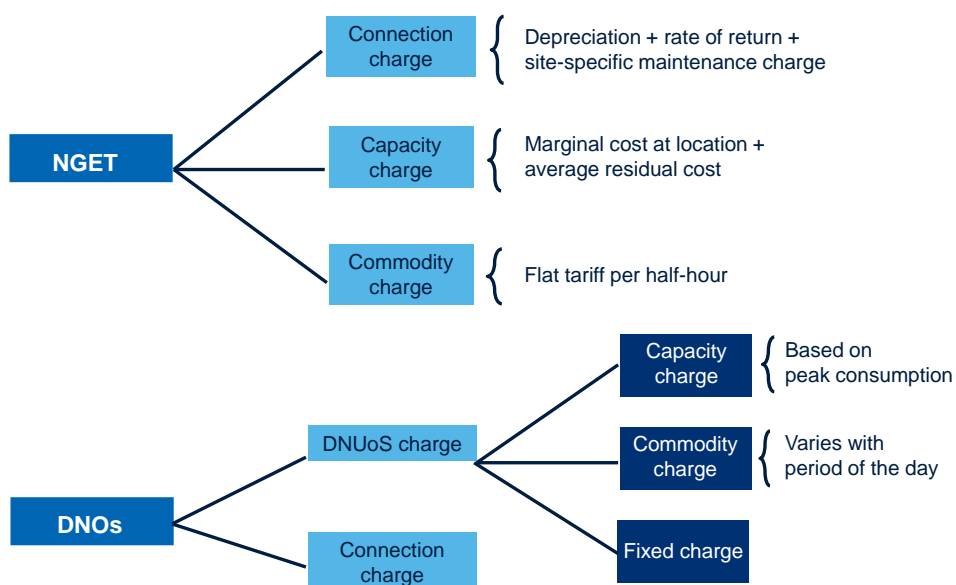 Connection
charge
Depreciation + rate of return +
site-specific maintenance charge
NGET
Capacity
charge
Marginal cost at location +
average residual cost
Commodity
charge
Flat tariff per half-hour
Capacity
charge
Based on
peak consumption
DNUoS charge
Commodity
charge
Varies with
period of the day
DNOs
Connection
charge
Fixed charge